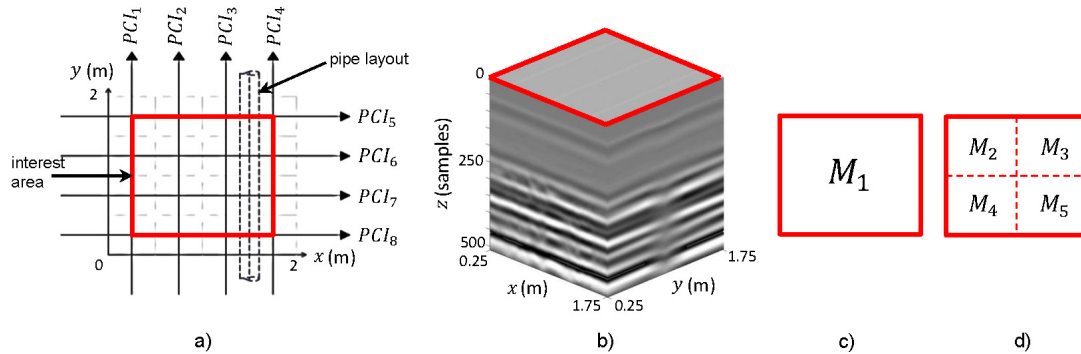 PCI₁ PCI₂ PCI₃ PCI₄
y (m)
2
pipe layout
PCI₅
PCI₆
PCI₇
PCI₈
interest
area
0
2
x (m)
a)
0
250
500
z (samples)
0.25
x (m)
1.75
0.25
y (m)
1.75
b)
M₁
c)
M₂ M₃
M₄ M₅
d)